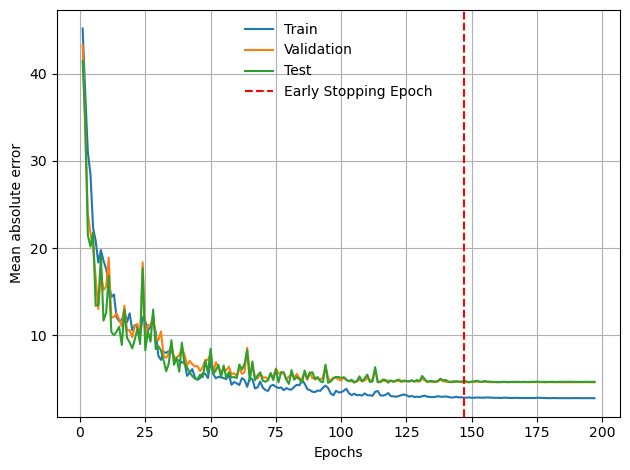 Train
Validation
Test
Early Stopping Epoch
Mean absolute error
40
30
20
10
0 25 50 75 100 125 150 175 200
Epochs